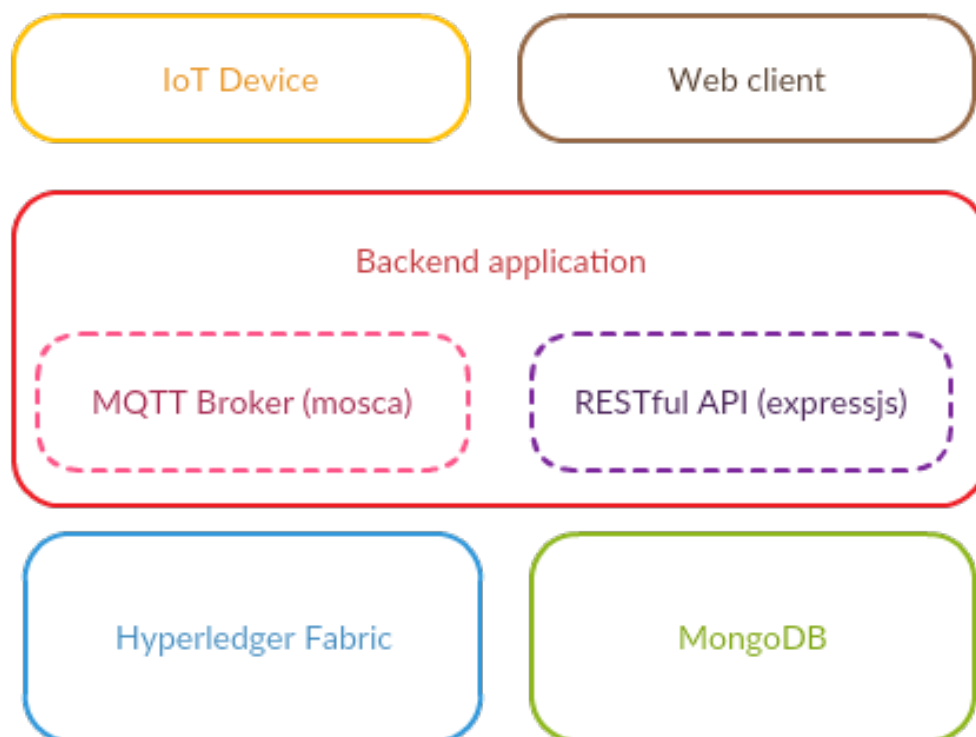 IoT Device
Web client
Backend application
MQTT Broker (mosca)
RESTful API (expressjs)
Hyperledger Fabric
MongoDB